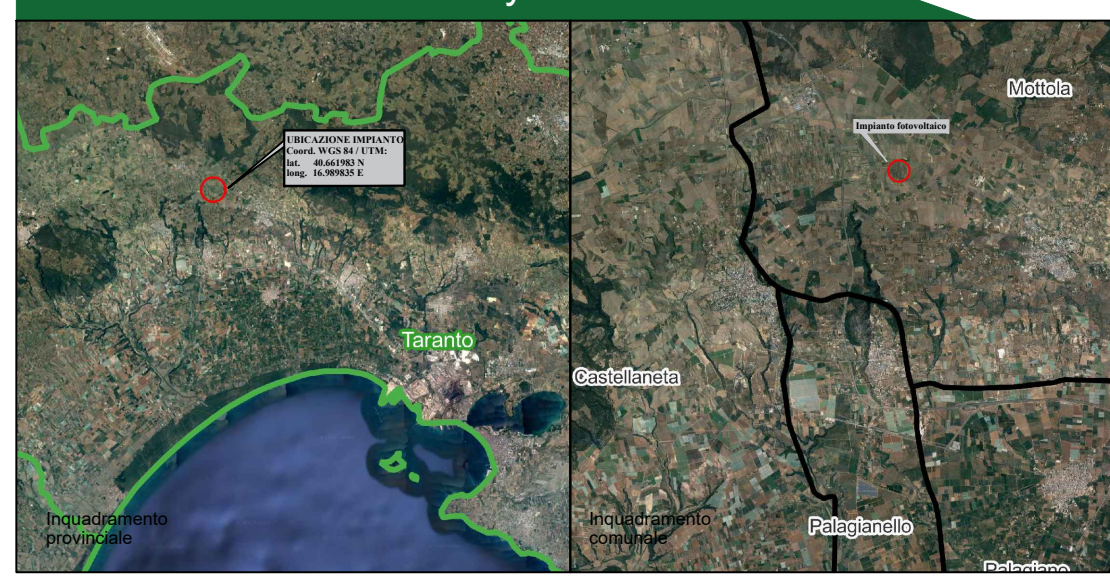 UBICAZIONE IMPIANTO
Coord. WGS 84 / UTM:
lat. 40.661983 N
long. 16.989835 E
Taranto
Inquadramento
provinciale
Mottola
Impianto fotovoltaico
Castellaneta
Inquadramento
comunale
Palagianello
Palagiano